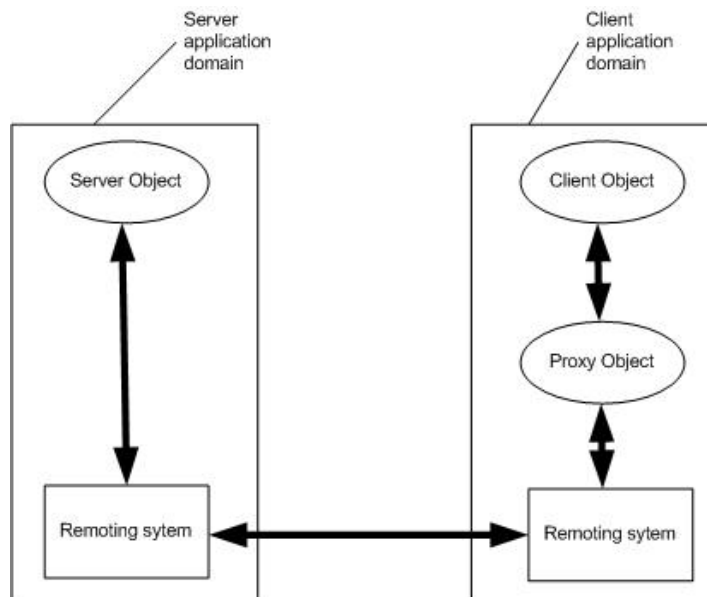 Server
application
domain
Client
application
domain
Server Object
Client Object
Proxy Object
Remoting sytem
Remoting sytem